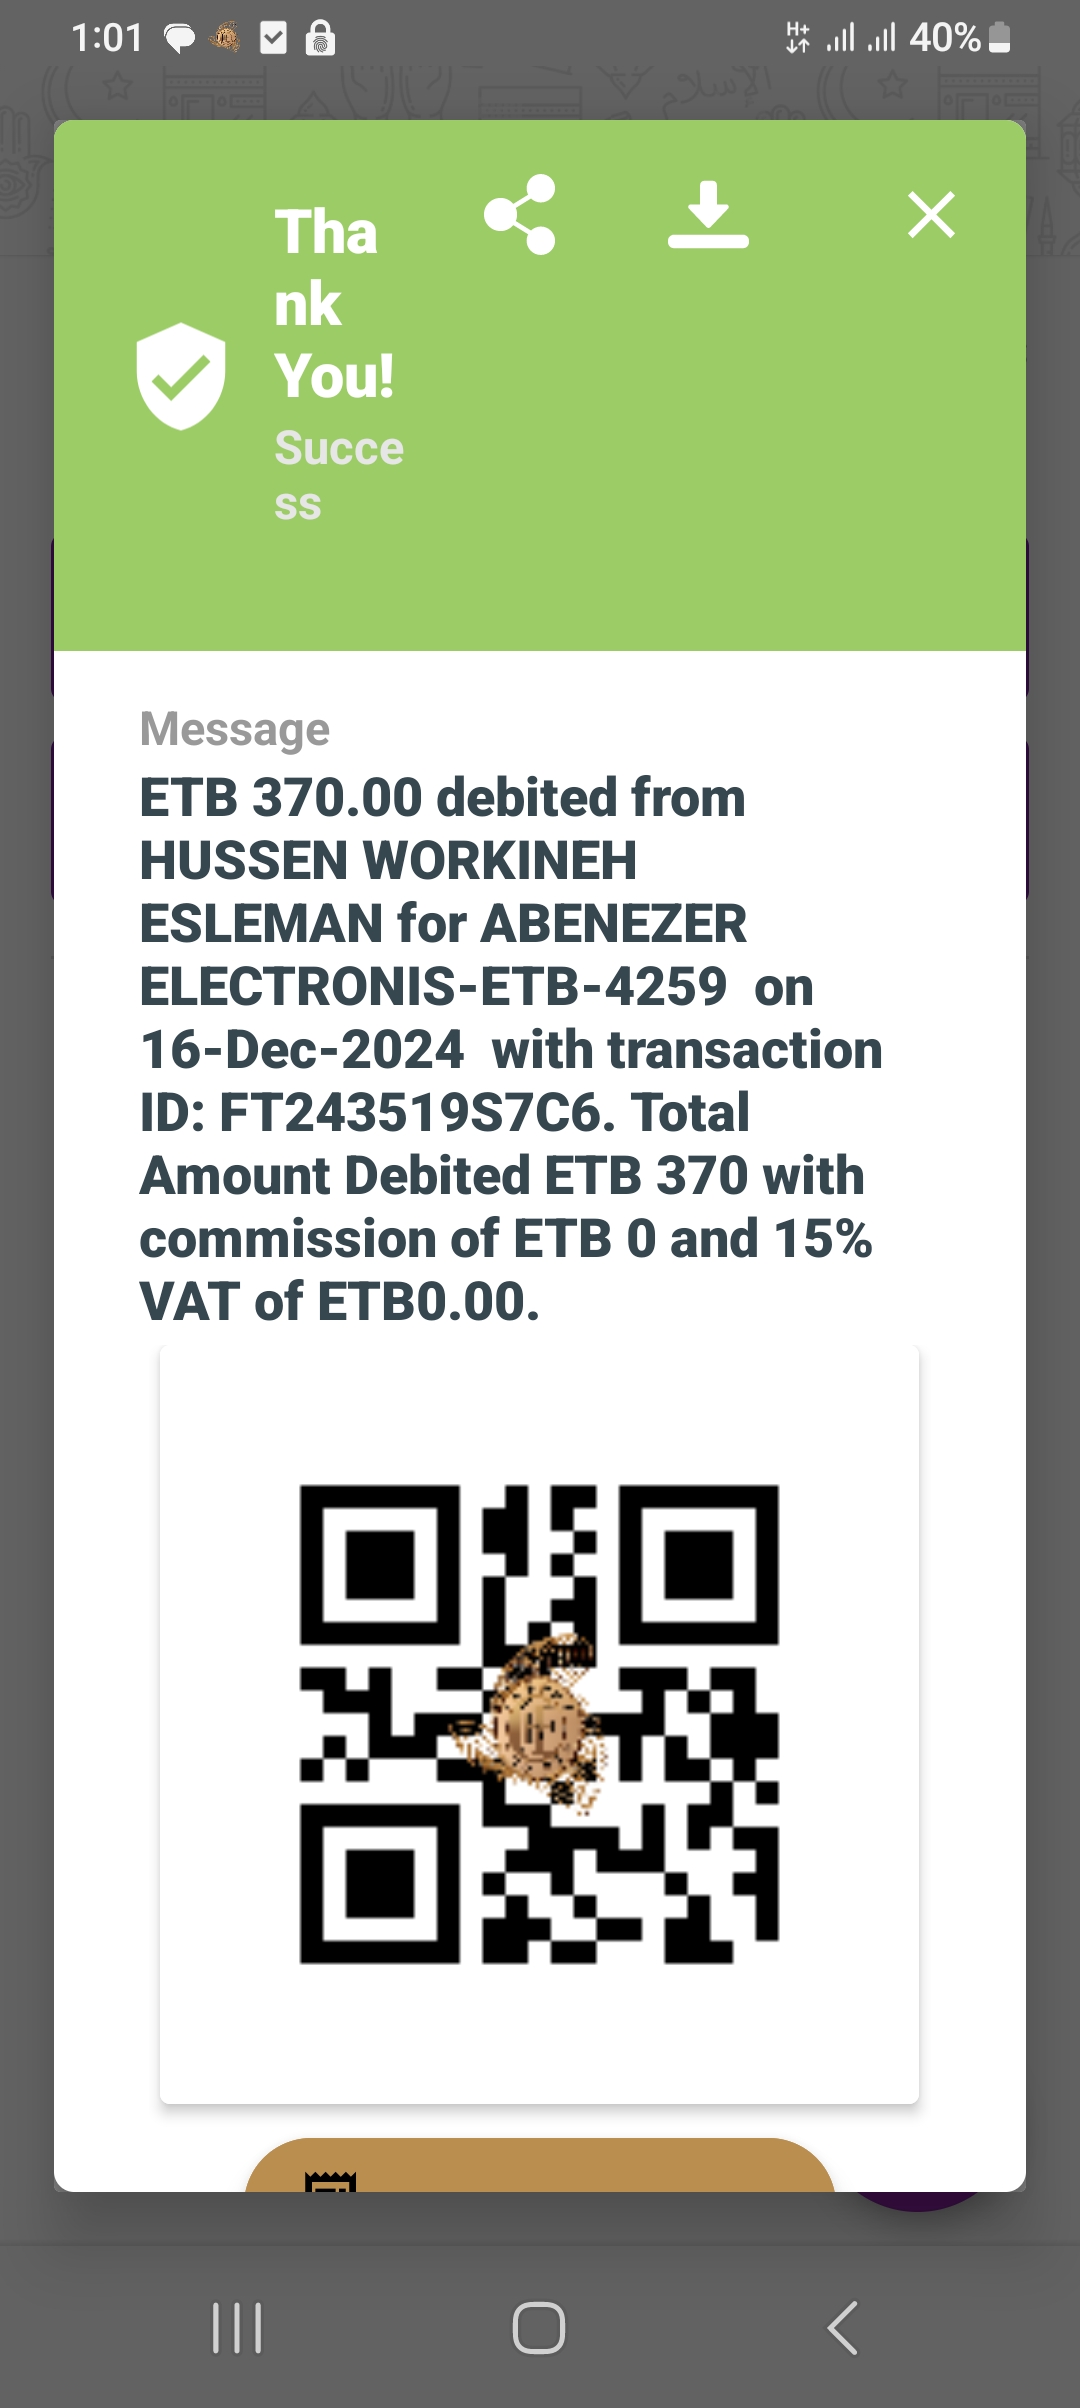 1:01
H+
40%
Tha
nk
You!
Succe
ss
Message
ETB 370.00 debited from
HUSSEN WORKINEH
ESLEMAN for ABENEZER
ELECTRONIS-ETB-4259 on
16-Dec-2024 with transaction
ID: FT243519S7C6. Total
Amount Debited ETB 370 with
commission of ETB 0 and 15%
VAT of ETB0.00.